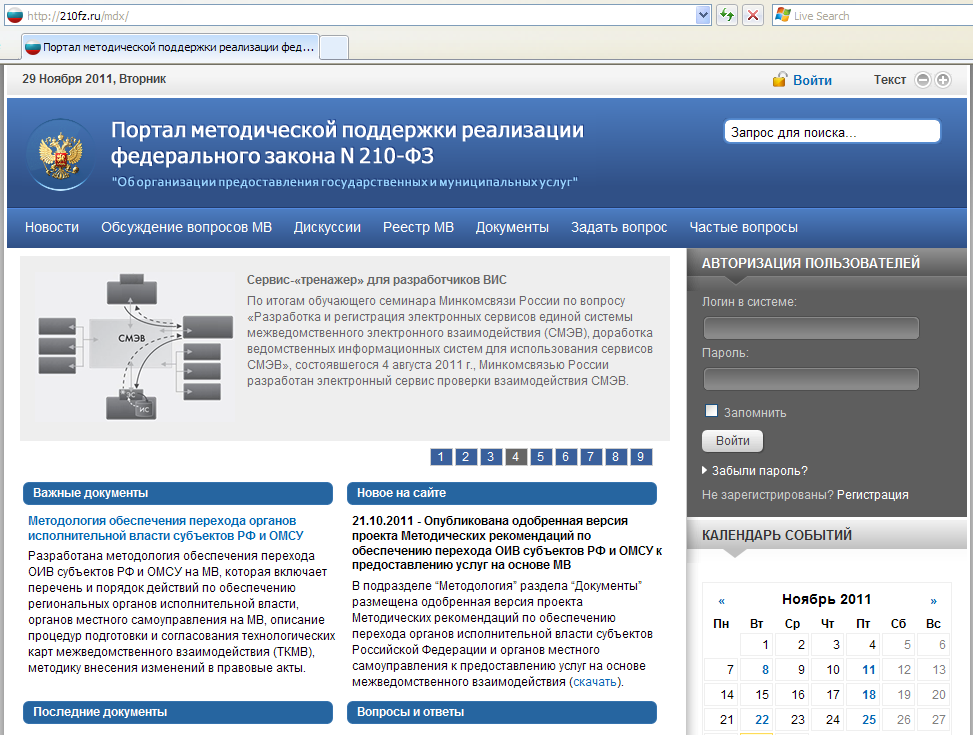 http://210fz.ru/mdx/
Live Search
Портал методической поддержки реализации фед...
29 Ноября 2011, Вторник
Войти
Текст
Портал методической поддержки реализации
федерального закона N 210-ФЗ
"Об организации предоставления государственных и муниципальных услуг"
Запрос для поиска...
Новости Обсуждение вопросов МВ Дискуссии Реестр МВ Документы Задать вопрос Частые вопросы
СМЭВ
ИС
Сервис-«тренажер» для разработчиков ВИС
По итогам обучающего семинара Минкомсвязи России по вопросу
«Разработка и регистрация электронных сервисов единой системы
межведомственного электронного взаимодействия (СМЭВ), доработка
ведомственных информационных систем для использования сервисов
СМЭВ», состоявшегося 4 августа 2011 г., Минкомсвязью России
разработан электронный сервис проверки взаимодействия СМЭВ.
1 2 3 4 5 6 7 8 9
Важные документы
Методология обеспечения перехода органов
исполнительной власти субъектов РФ и ОМСУ
Разработана методология обеспечения перехода
ОИВ субъектов РФ и ОМСУ на МВ, которая включает
перечень и порядок действий по обеспечению
региональных органов исполнительной власти,
органов местного самоуправления на МВ, описание
процедур подготовки и согласования технологических
карт межведомственного взаимодействия (ТКМВ),
методику внесения изменений в правовые акты.
Последние документы
Новое на сайте
21.10.2011 - Опубликована одобренная версия
проекта Методических рекомендаций по
обеспечению перехода ОИВ субъектов РФ и ОМСУ к
предоставлению услуг на основе МВ
В подразделе “Методология” раздела “Документы”
размещена одобренная версия проекта
Методических рекомендаций по обеспечению
перехода органов исполнительной власти субъектов
Российской Федерации и органов местного
самоуправления к предоставлению услуг на основе
межведомственного взаимодействия (скачать).
Вопросы и ответы
АВТОРИЗАЦИЯ ПОЛЬЗОВАТЕЛЕЙ
Логин в системе:
Пароль:
Запомнить
Войти
Забыли пароль?
Не зарегистрированы? Регистрация
КАЛЕНДАРЬ СОБЫТИЙ
« Ноябрь 2011 »
Пн Вт Ср Чт Пт Сб Вс
1 2 3 4 5 6
7 8 9 10 11 12 13
14 15 16 17 18 19 20
21 22 23 24 25 26 27